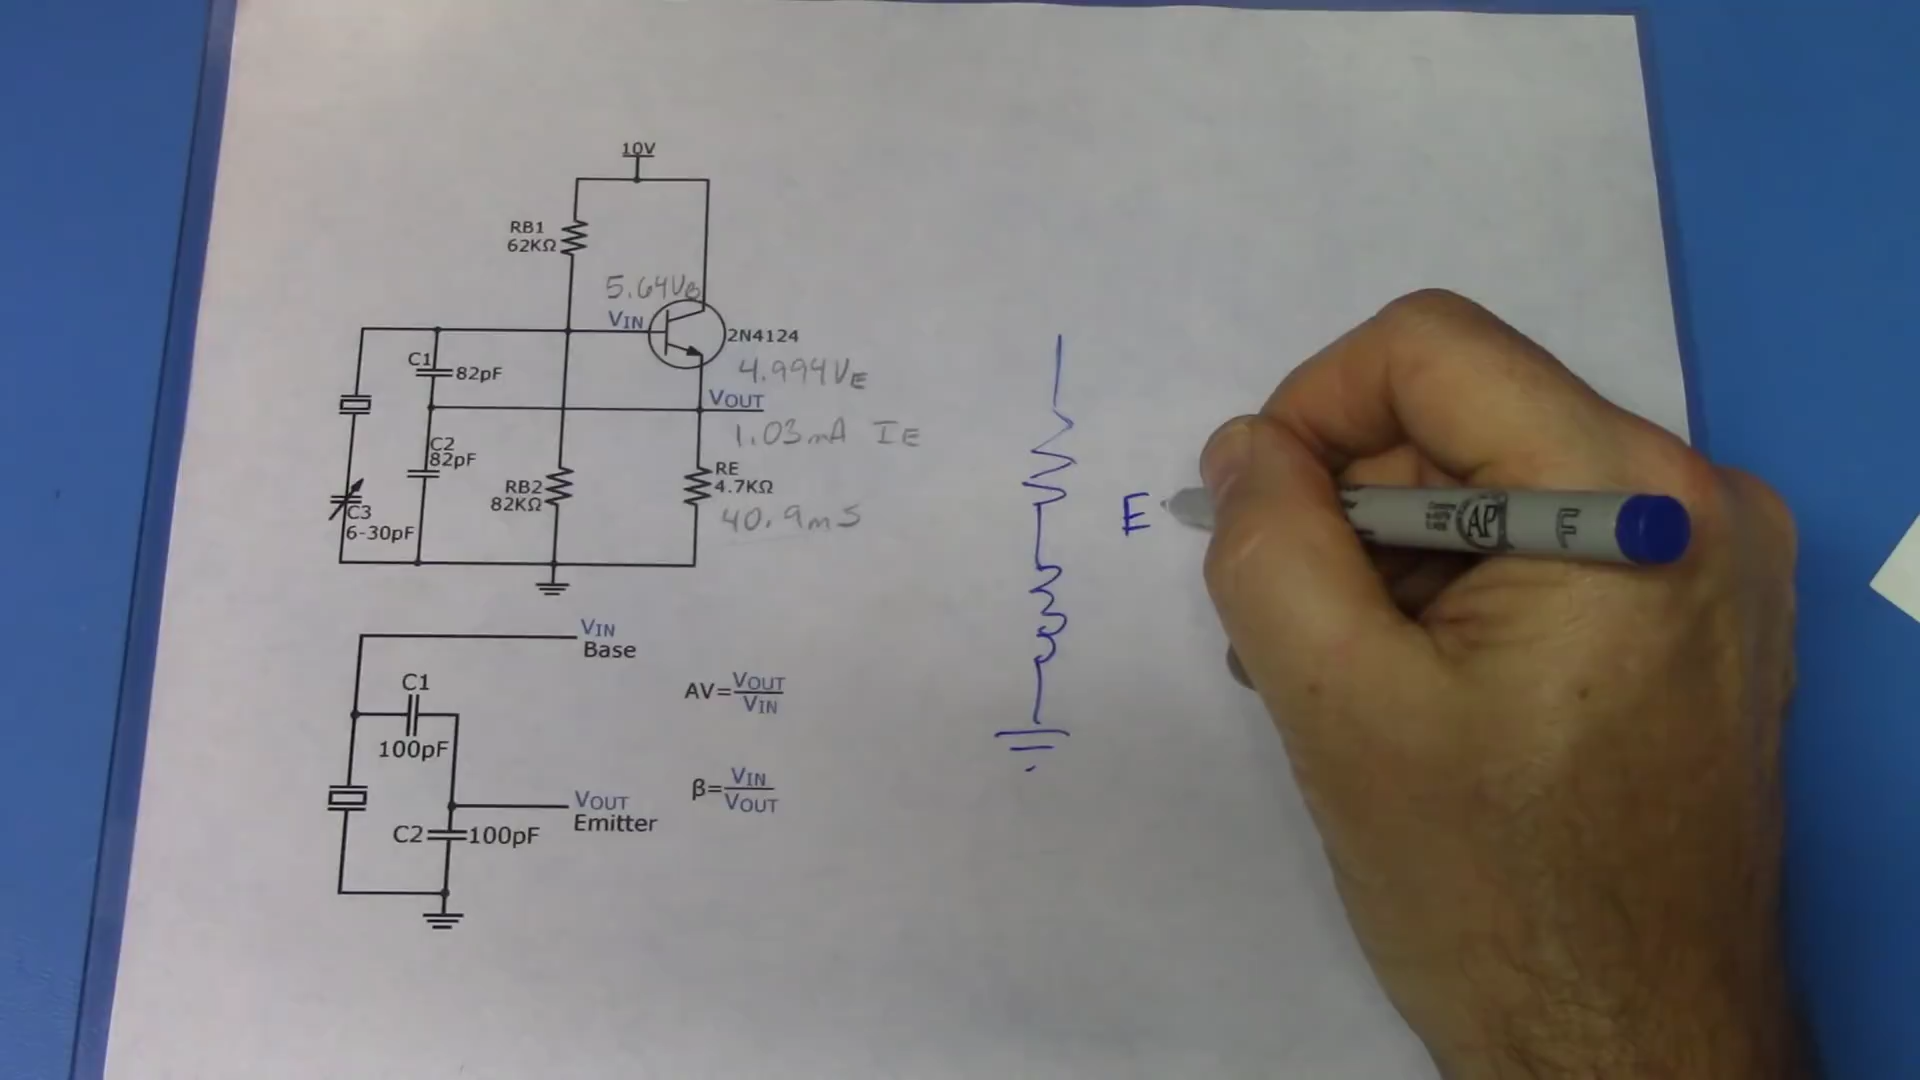 10V
RB1
62KΩ
5.64VB
VIN
2N4124
C1
82pF
4.994VE
VOUT
1.03mA IE
C2
82pF
RB2
82KΩ
RE
4.7KΩ
40.9mS
C3
6-30pF
E
AP
F
VIN
Base
C1
100pF
AV=VOUT
VIN
β=VIN
VOUT
VOUT
Emitter
C2
100pF